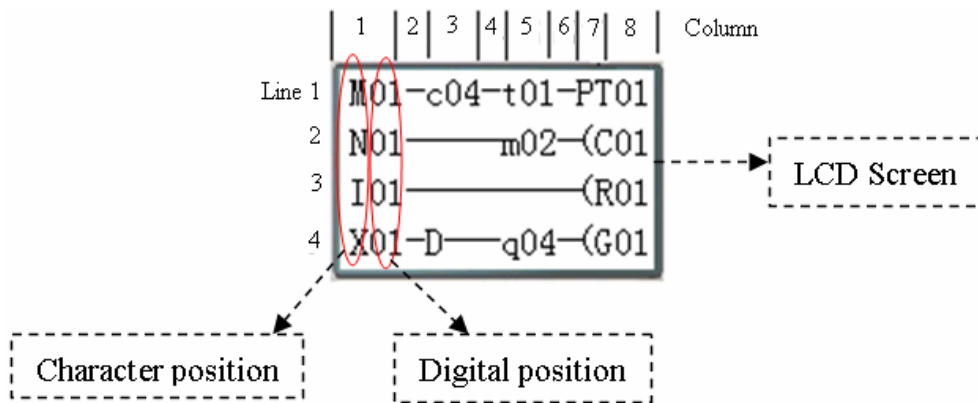 1 2 3 4 5 6 7 8 Column
Line 1 M01-c04-t01-PT01
2 N01———m02-(C01
3 I01——————(R01
4 X01-D——q04-(G01
LCD Screen
Character position
Digital position